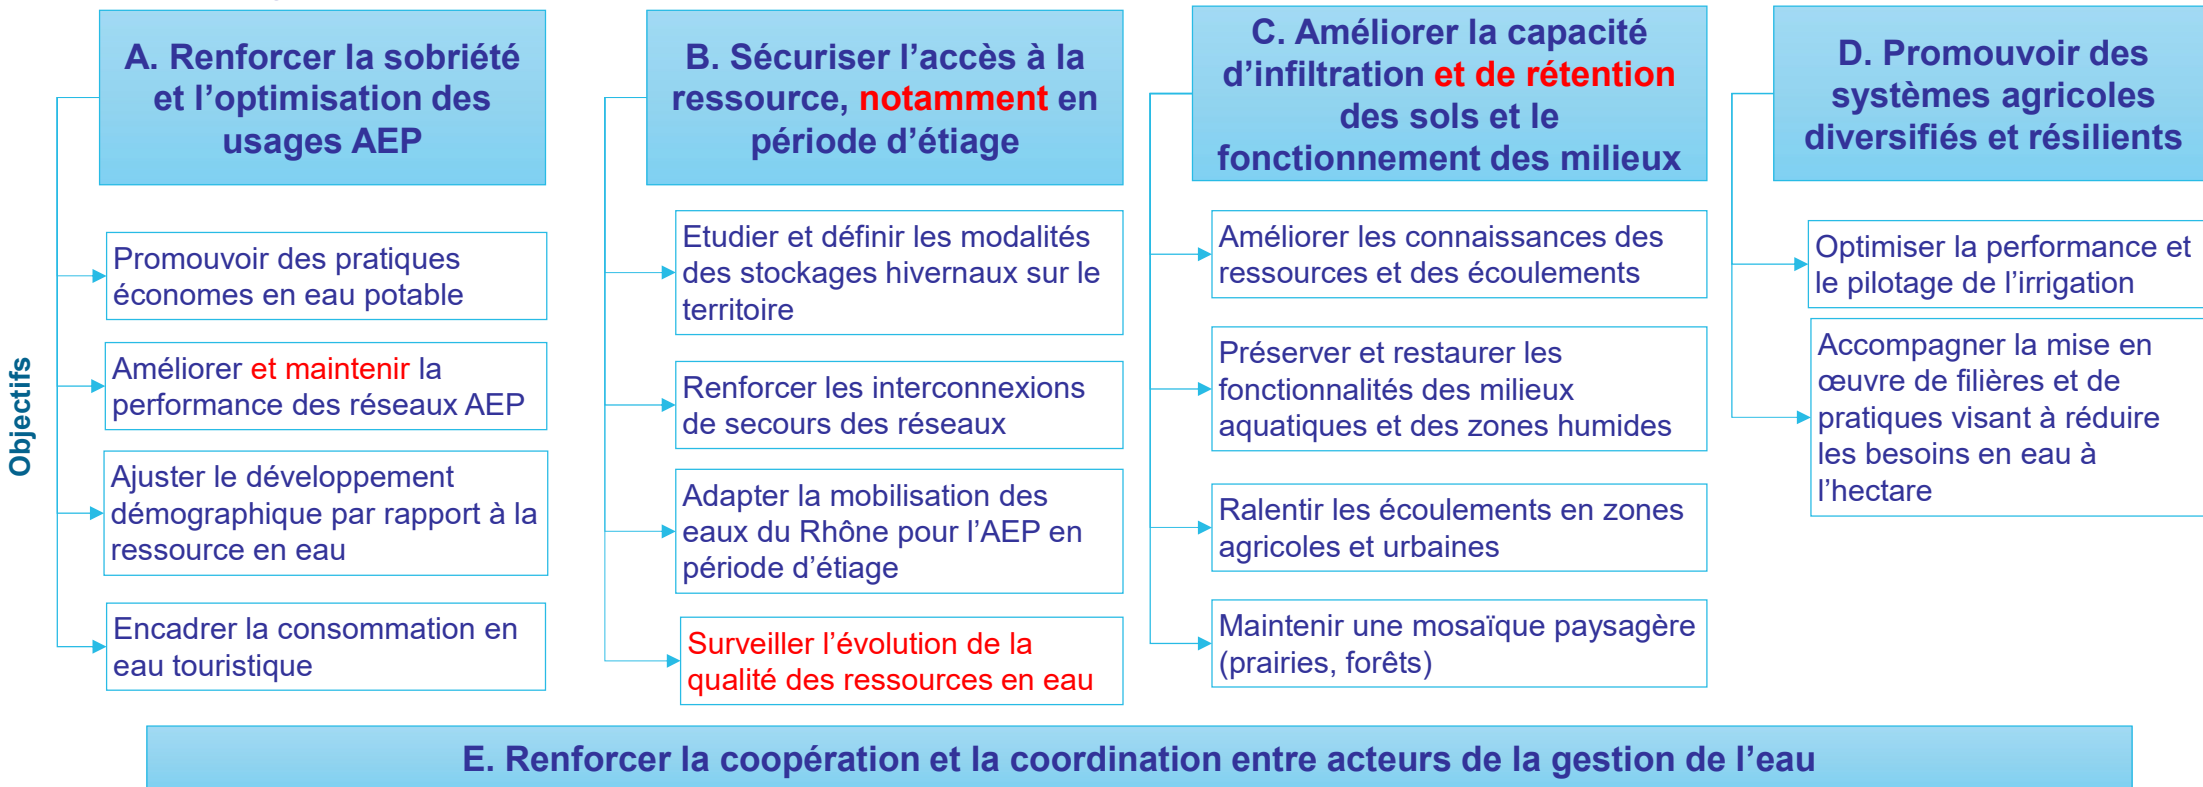 Objectifs
A. Renforcer la sobriété
et l’optimisation des
usages AEP
Promouvoir des pratiques
économes en eau potable
Améliorer et maintenir la
performance des réseaux AEP
Ajuster le développement
démographique par rapport à la
ressource en eau
Encadrer la consommation en
eau touristique
B. Sécuriser l’accès à la
ressource, notamment en
période d’étiage
Etudier et définir les modalités
des stockages hivernaux sur le
territoire
Renforcer les interconnexions
de secours des réseaux
Adapter la mobilisation des
eaux du Rhône pour l’AEP en
période d’étiage
Surveiller l’évolution de la
qualité des ressources en eau
C. Améliorer la capacité
d’infiltration et de rétention
des sols et le
fonctionnement des milieux
Améliorer les connaissances des
ressources et des écoulements
Préserver et restaurer les
fonctionnalités des milieux
aquatiques et des zones humides
Ralentir les écoulements en zones
agricoles et urbaines
Maintenir une mosaïque paysagère
(prairies, forêts)
D. Promouvoir des
systèmes agricoles
diversifiés et résilients
Optimiser la performance et
le pilotage de l’irrigation
Accompagner la mise en
œuvre de filières et de
pratiques visant à réduire
les besoins en eau à
l’hectare
E. Renforcer la coopération et la coordination entre acteurs de la gestion de l’eau